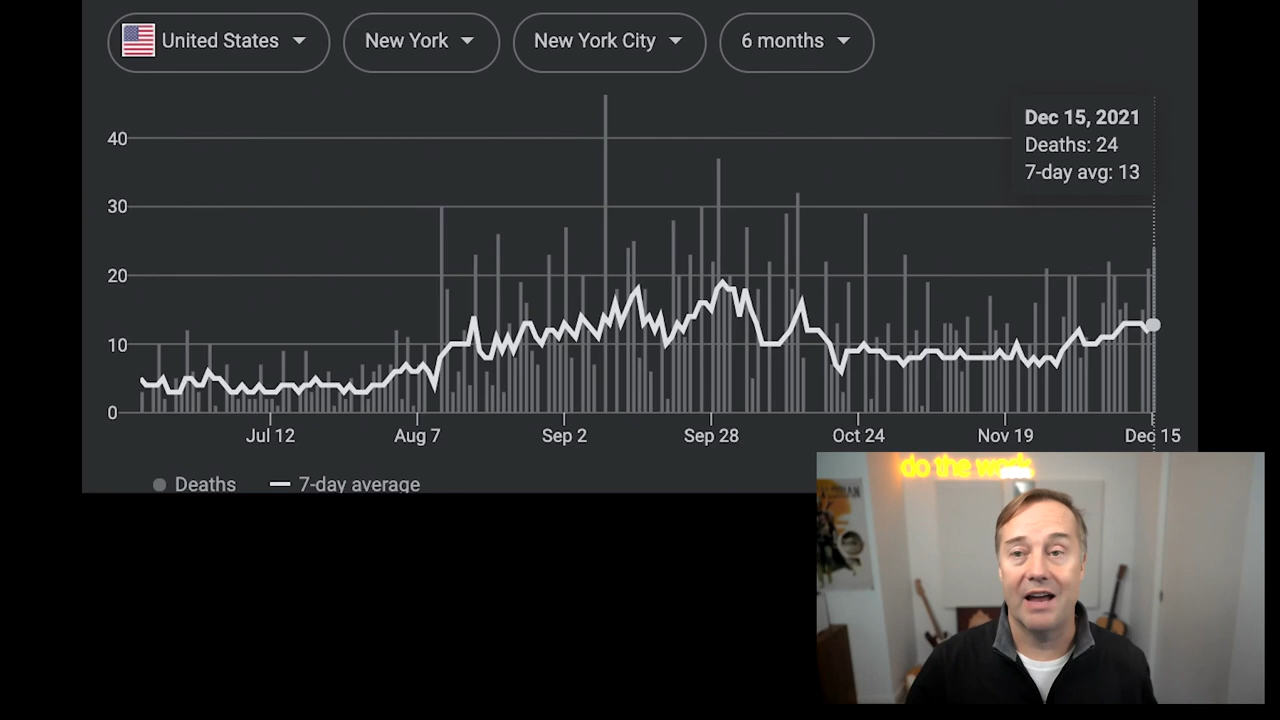 United States
New York
New York City
6 months
Dec 15, 2021
Deaths: 24
7-day avg: 13
40
30
20
10
0
Jul 12
Aug 7
Sep 2
Sep 28
Oct 24
Nov 19
Dec 15
Deaths
7-day average
do the work